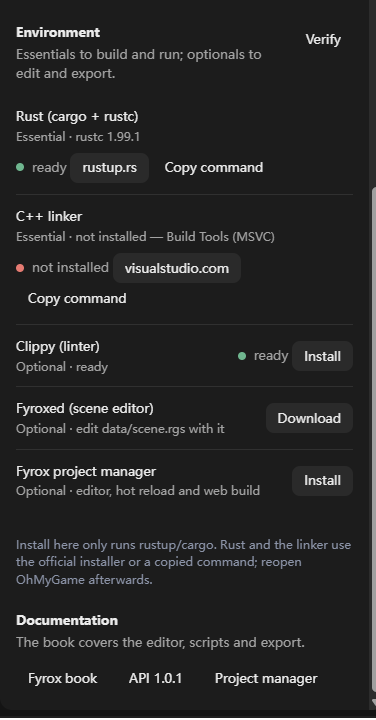 Environment
Verify
Essentials to build and run; optionals to
edit and export.
Rust (cargo + rustc)
Essential · rustc 1.99.1
ready rustup.rs Copy command
C++ linker
Essential · not installed — Build Tools (MSVC)
not installed visualstudio.com
Copy command
Clippy (linter)
Optional · ready
ready Install
Fyroxed (scene editor)
Optional · edit data/scene.rgs with it
Download
Fyrox project manager
Optional · editor, hot reload and web build
Install
Install here only runs rustup/cargo. Rust and the linker use
the official installer or a copied command; reopen
OhMyGame afterwards.
Documentation
The book covers the editor, scripts and export.
Fyrox book API 1.0.1 Project manager